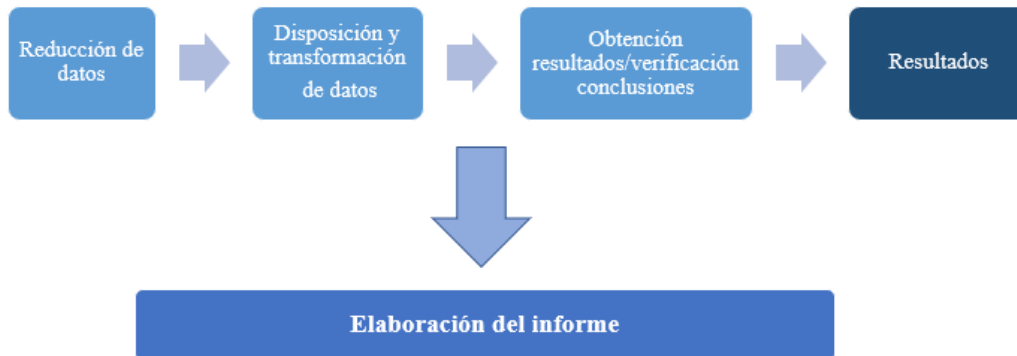 Reducción de
datos
Disposición y
transformación
de datos
Obtención
resultados/verificación
conclusiones
Resultados
Elaboración del informe